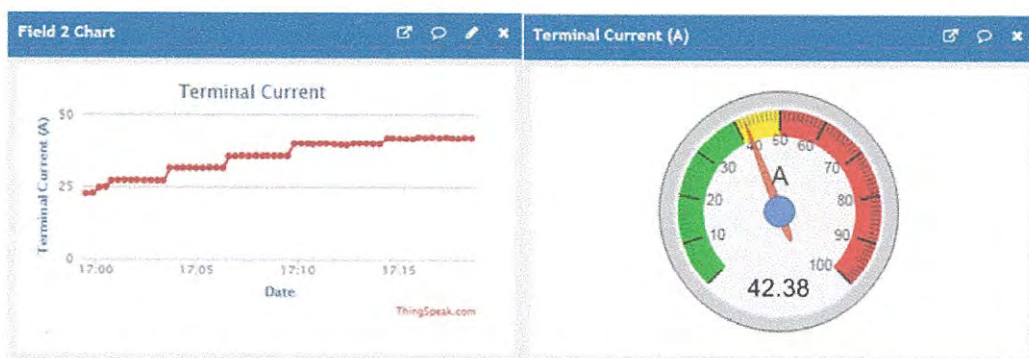 Field 2 Chart
Terminal Current
Terminal Current (A)
50
25
0
17:00
17:05
17:10
17:15
Date
ThingSpeak.com
Terminal Current (A)
A
10
20
30
40
50
60
70
80
90
100
42.38